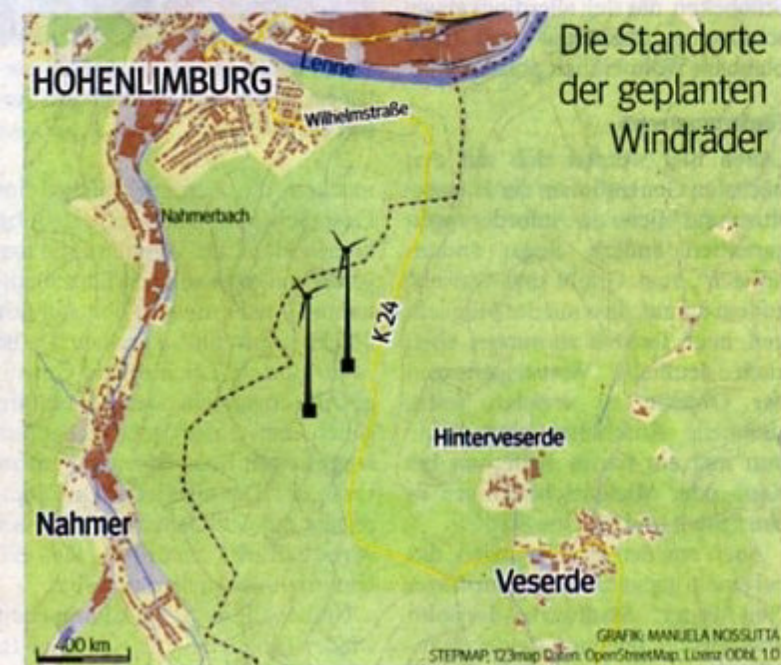 Die Standorte
der geplanten
Windräder
HOHENLIMBURG
Lenne
Wilhelmstraße
Nahmerbach
K 24
Hinterveserde
Nahmer
Veserde
400 km
GRAFIK: MANUELA NOSSUTTA
STEPMAP, 123map Daten: OpenStreetMap, Lizenz ODbL 1.0